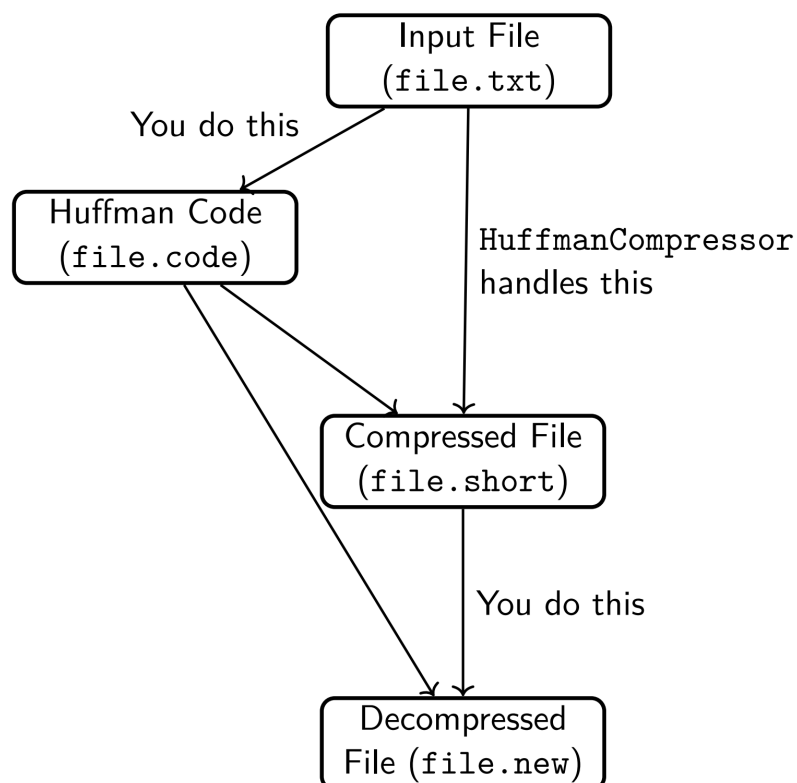 Input File
(file.txt)
You do this
Huffman Code
(file.code)
HuffmanCompressor
handles this
Compressed File
(file.short)
You do this
Decompressed
File (file.new)